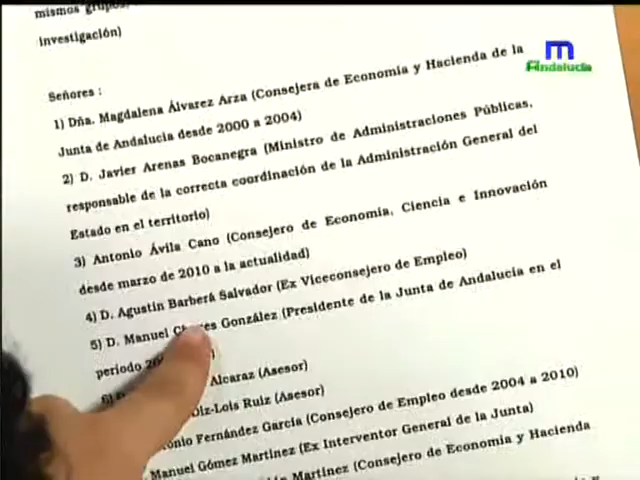 mismos grupos
investigación)
m
Andalucía
Señores :
1) Dña. Magdalena Álvarez Arza (Consejera de Economía y Hacienda de la
Junta de Andalucia desde 2000 a 2004)
2) D. Javier Arenas Bocanegra (Ministro de Administraciones Públicas,
responsable de la correcta coordinación de la Administración General del
Estado en el territorio)
3) Antonio Ávila Cano (Consejero de Economía, Ciencia e Innovación
desde marzo de 2010 a la actualidad)
4) D. Agustin Barberá Salvador (Ex Viceconsejero de Empleo)
5) D. Manuel González (Presidente de la Junta de Andalucía en el
periodo
Alcaraz (Asesor)
Ruiz (Asesor)
Fernández García (Consejero de Empleo desde 2004 a 2010)
Manuel Gómez Martinez (Ex Interventor General de la Junta)
Martinez (Consejero de Economía y Hacienda